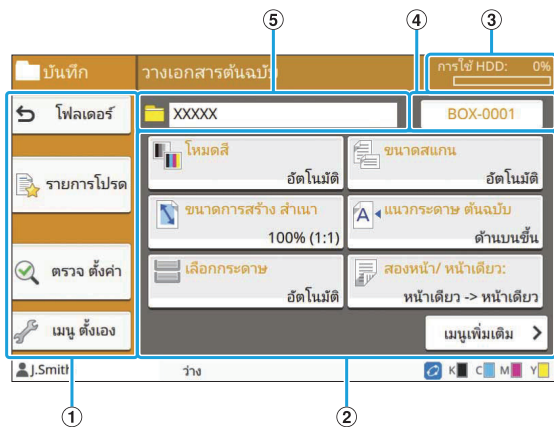 ⑤ ④ ③
บันทึก
วางเอกสารต้นฉบับ
การใช้ HDD: 0%
โฟลเดอร์
XXXXX
BOX-0001
รายการโปรด
ตรวจ ตั้งค่า
เมนู ตั้งเอง
โหมดสี
อัตโนมัติ
ขนาดสแกน
อัตโนมัติ
ขนาดการสร้าง สำเนา
100% (1:1)
A
แนวกระดาษ ต้นฉบับ
ด้านบนขึ้น
เลือกกระดาษ
อัตโนมัติ
สองหน้า/ หน้าเดียว:
หน้าเดียว -> หน้าเดียว
เมนูเพิ่มเติม
J.Smith
ว่าง
K C M Y
① ②